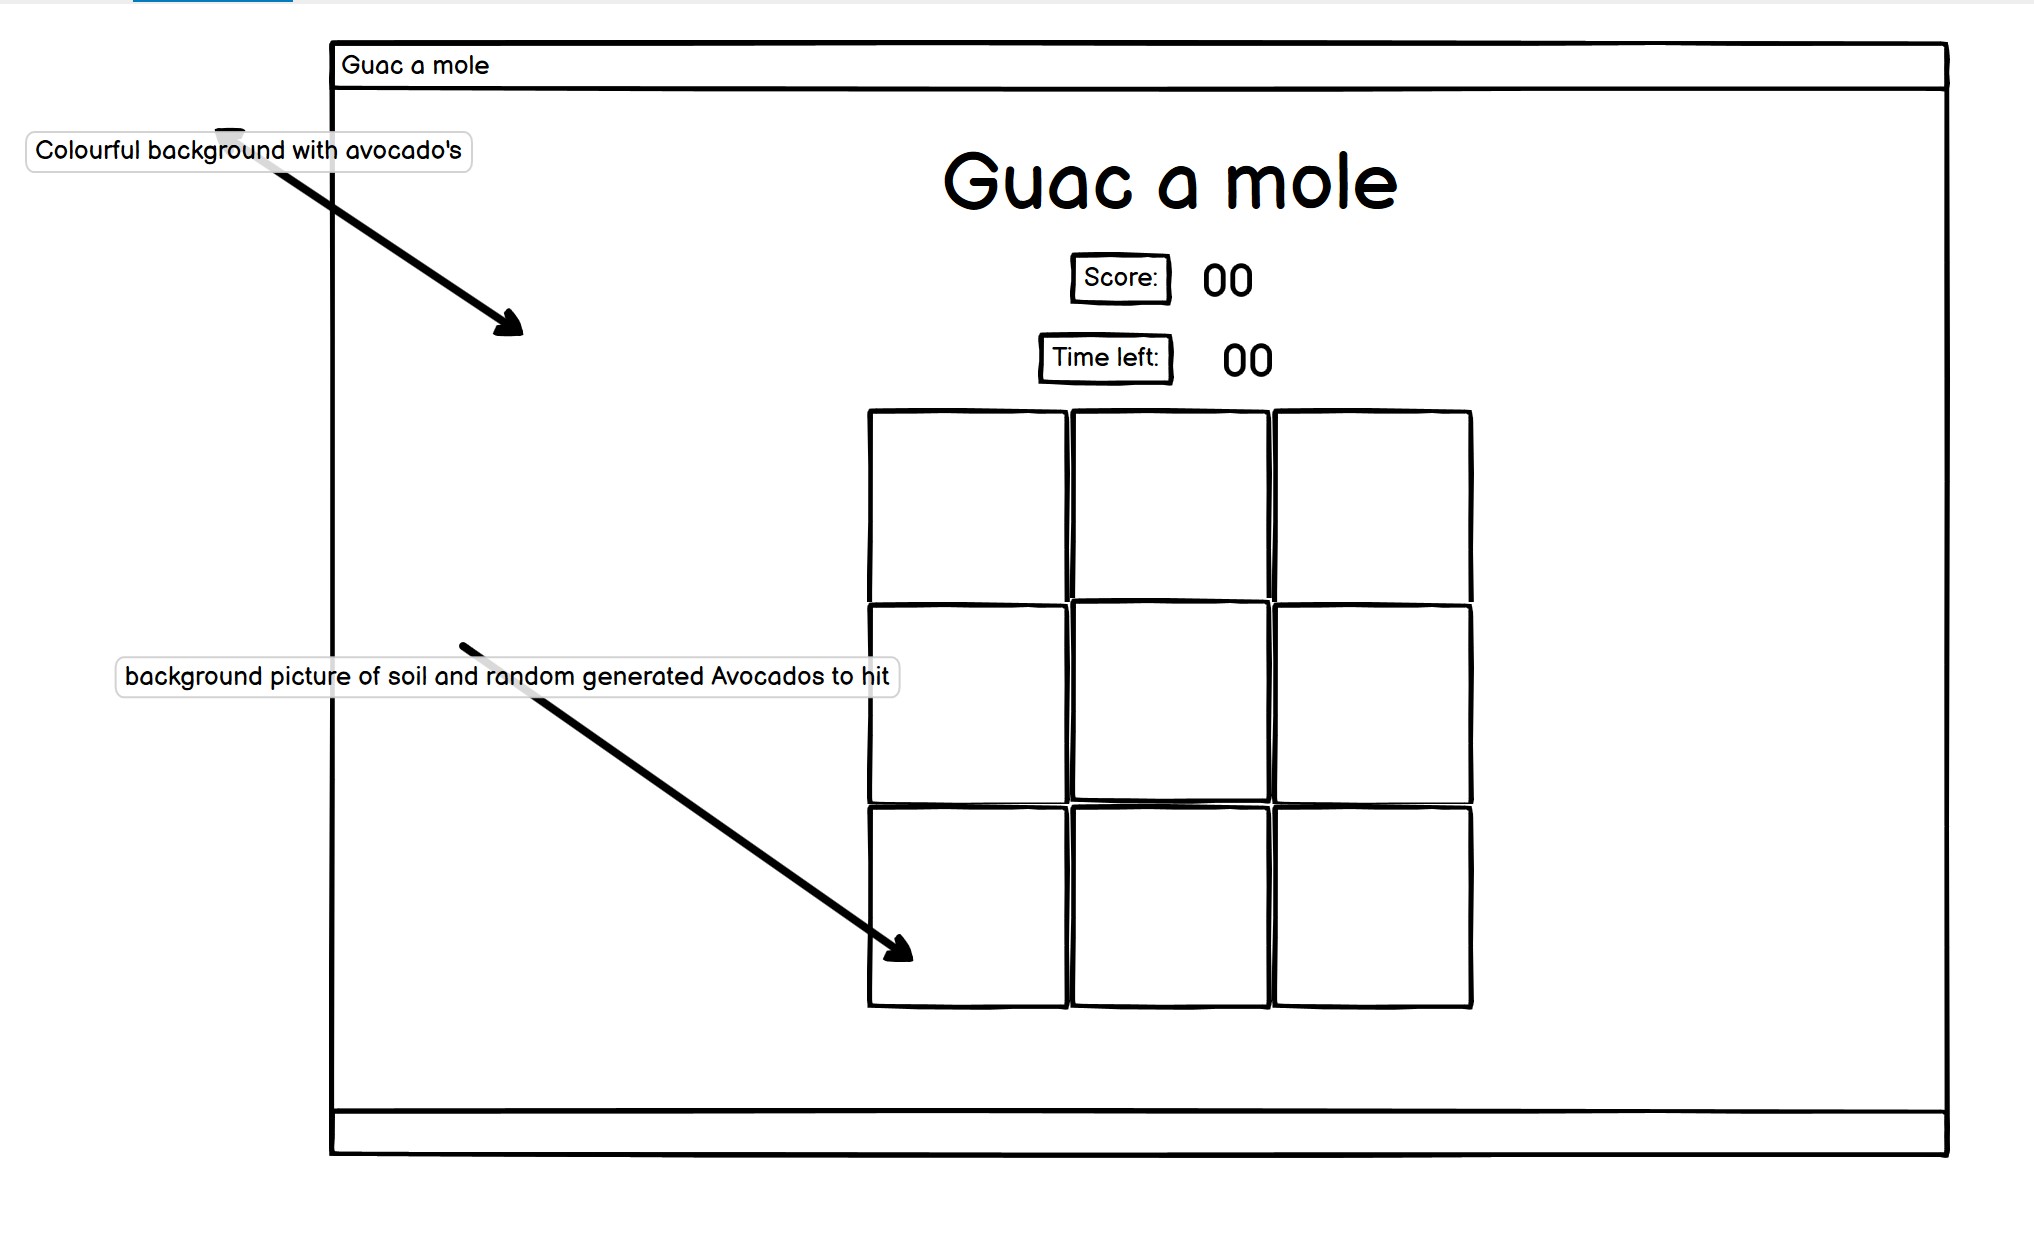 Guac a mole
Colourful background with avocado's
Guac a mole
Score: 00
Time left: 00
background picture of soil and random generated Avocados to hit